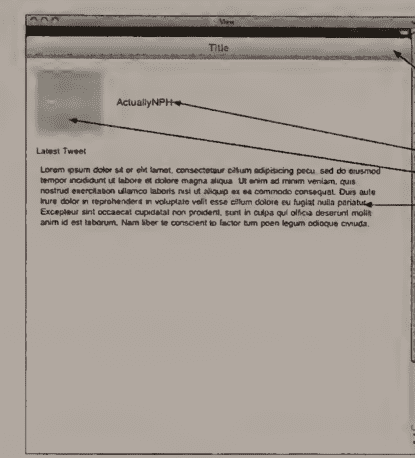 View
Title
ActuallyNPH
Latest Tweet
Lorem ipsum dolor sit er elit lamet, consectetaur cillum adipisicing pecu, sed do eiusmod
tempor incididunt ut labore et dolore magna aliqua. Ut enim ad minim veniam, quis
nostrud exercitation ullamco laboris nisi ut aliquip ex ea commodo consequat. Duis aute
irure dolor in reprehenderit in voluptate velit esse cillum dolore eu fugiat nulla pariatur.
Excepteur sint occaecat cupidatat non proident, sunt in culpa qui officia deserunt mollit
anim id est laborum. Nam liber te conscient to factor tum poen legum odioque civiuda.